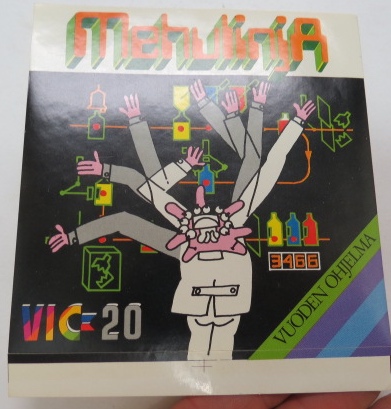 MehulinjA
3466
VIC-20
VUODEN OHJELMA